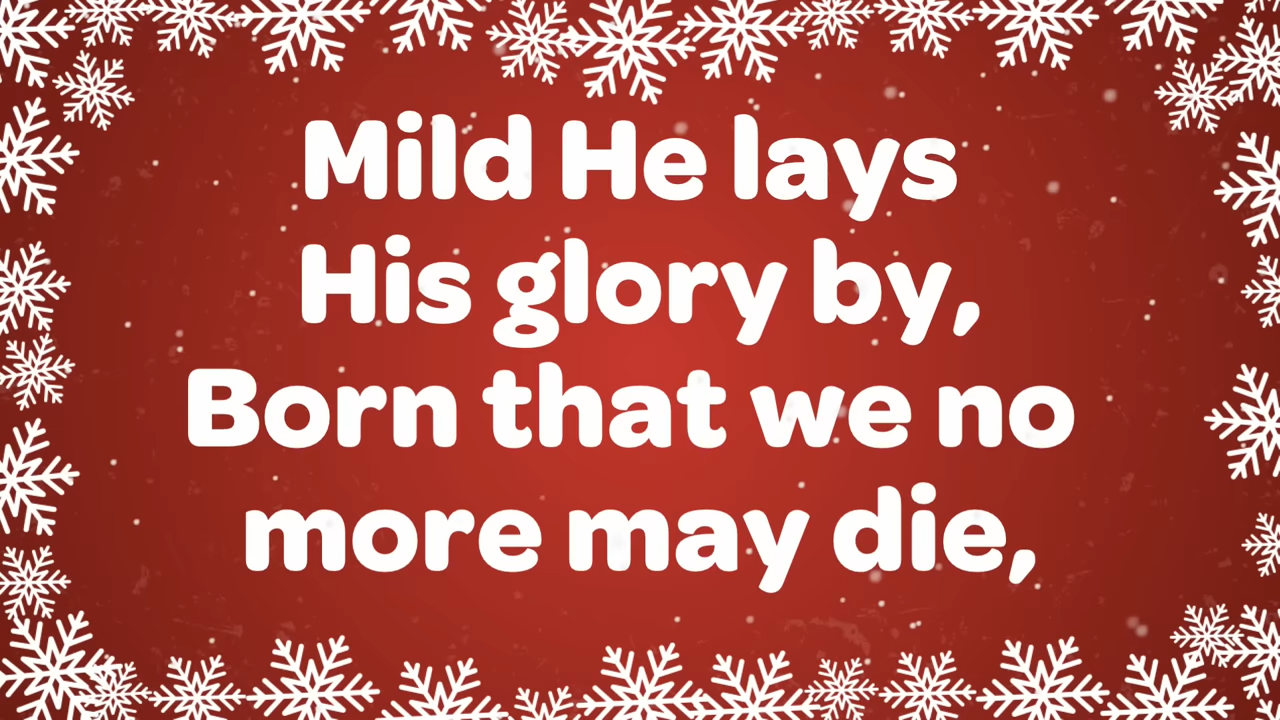 Mild He lays
His glory by,
Born that we no
more may die,